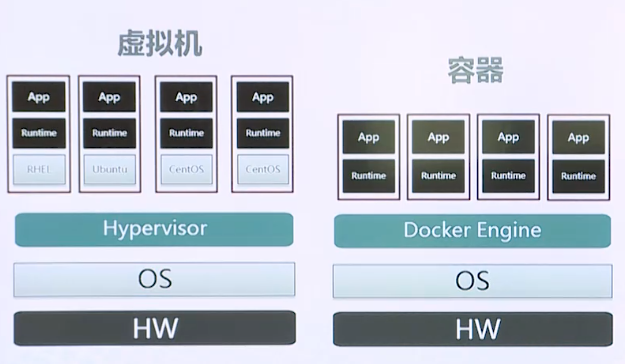 虚拟机
App App App App
Runtime Runtime Runtime Runtime
RHEL Ubuntu CentOS CentOS
Hypervisor
OS
HW
容器
App App App App
Runtime Runtime Runtime Runtime
Docker Engine
OS
HW